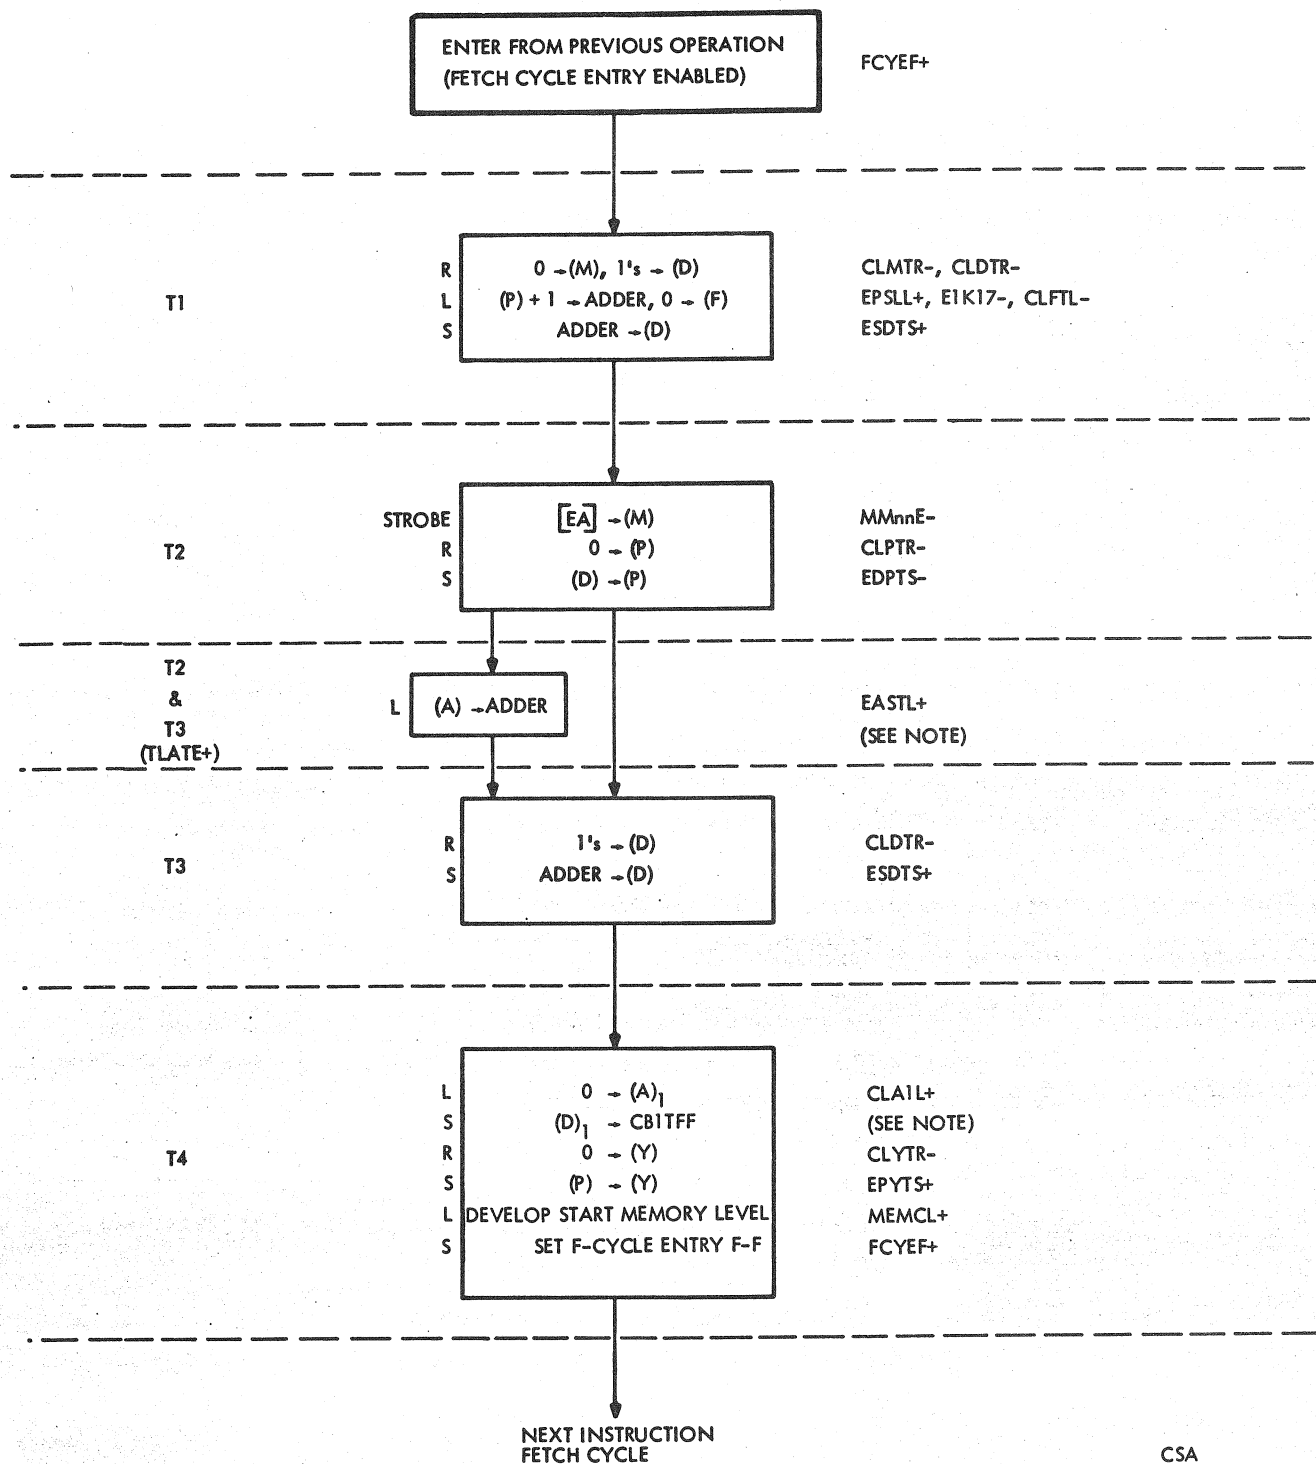 ENTER FROM PREVIOUS OPERATION
(FETCH CYCLE ENTRY ENABLED)
FCYEF+
T1
R 0 → (M), 1's → (D) CLMTR-, CLDTR-
L (P) + 1 → ADDER, 0 → (F) EPSLL+, E1K17-, CLFTL-
S ADDER → (D) ESDTS+
T2
STROBE [EA] → (M) MMnnE-
R 0 → (P) CLPTR-
S (D) → (P) EDPTS-
T2
&
T3
(TLATE+)
L (A) → ADDER EASTL+
(SEE NOTE)
T3
R 1's → (D) CLDTR-
S ADDER → (D) ESDTS+
T4
L 0 → (A)1 CLA1L+
S (D)1 → CB1TFF (SEE NOTE)
R 0 → (Y) CLYTR-
S (P) → (Y) EPYTS+
L DEVELOP START MEMORY LEVEL MEMCL+
S SET F-CYCLE ENTRY F-F FCYEF+
NEXT INSTRUCTION
FETCH CYCLE
CSA